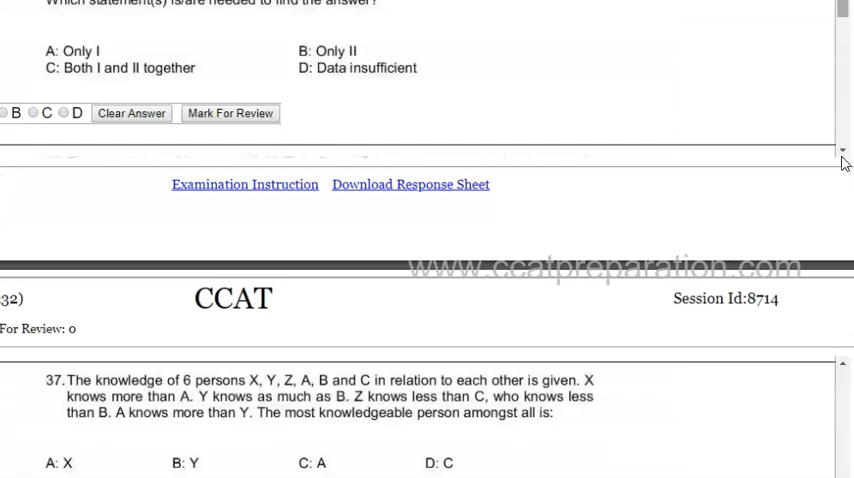 Which statement(s) is/are needed to find the answer?
A: Only I B: Only II
C: Both I and II together D: Data insufficient
B C D Clear Answer Mark For Review
Examination Instruction Download Response Sheet
www.ccatpreparation.com
:32) CCAT Session Id:8714
For Review: 0
37. The knowledge of 6 persons X, Y, Z, A, B and C in relation to each other is given. X
knows more than A. Y knows as much as B. Z knows less than C, who knows less
than B. A knows more than Y. The most knowledgeable person amongst all is:
A: X B: Y C: A D: C